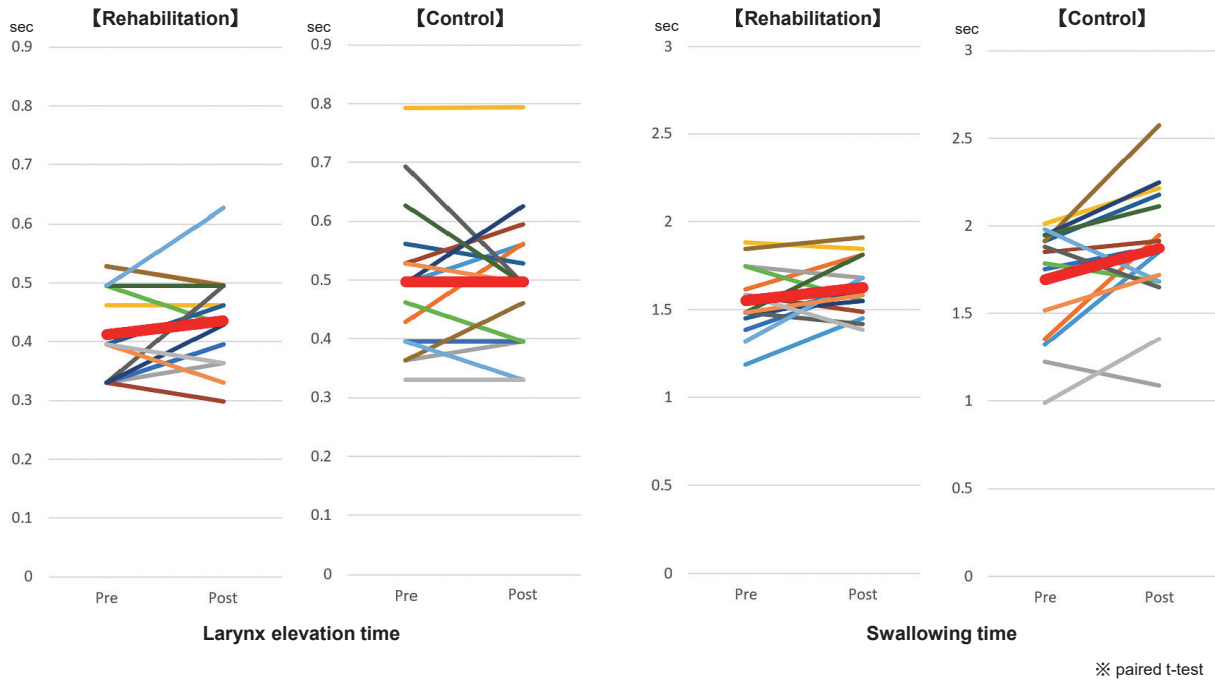 【Rehabilitation】
sec
0.9
0.8
0.7
0.6
0.5
0.4
0.3
0.2
0.1
0
Pre
Post
【Control】
sec
0.9
0.8
0.7
0.6
0.5
0.4
0.3
0.2
0.1
0
Pre
Post
Larynx elevation time
【Rehabilitation】
sec
3
2.5
2
1.5
1
0.5
0
Pre
Post
【Control】
sec
3
2.5
2
1.5
1
0.5
0
Pre
Post
Swallowing time
※ paired t-test